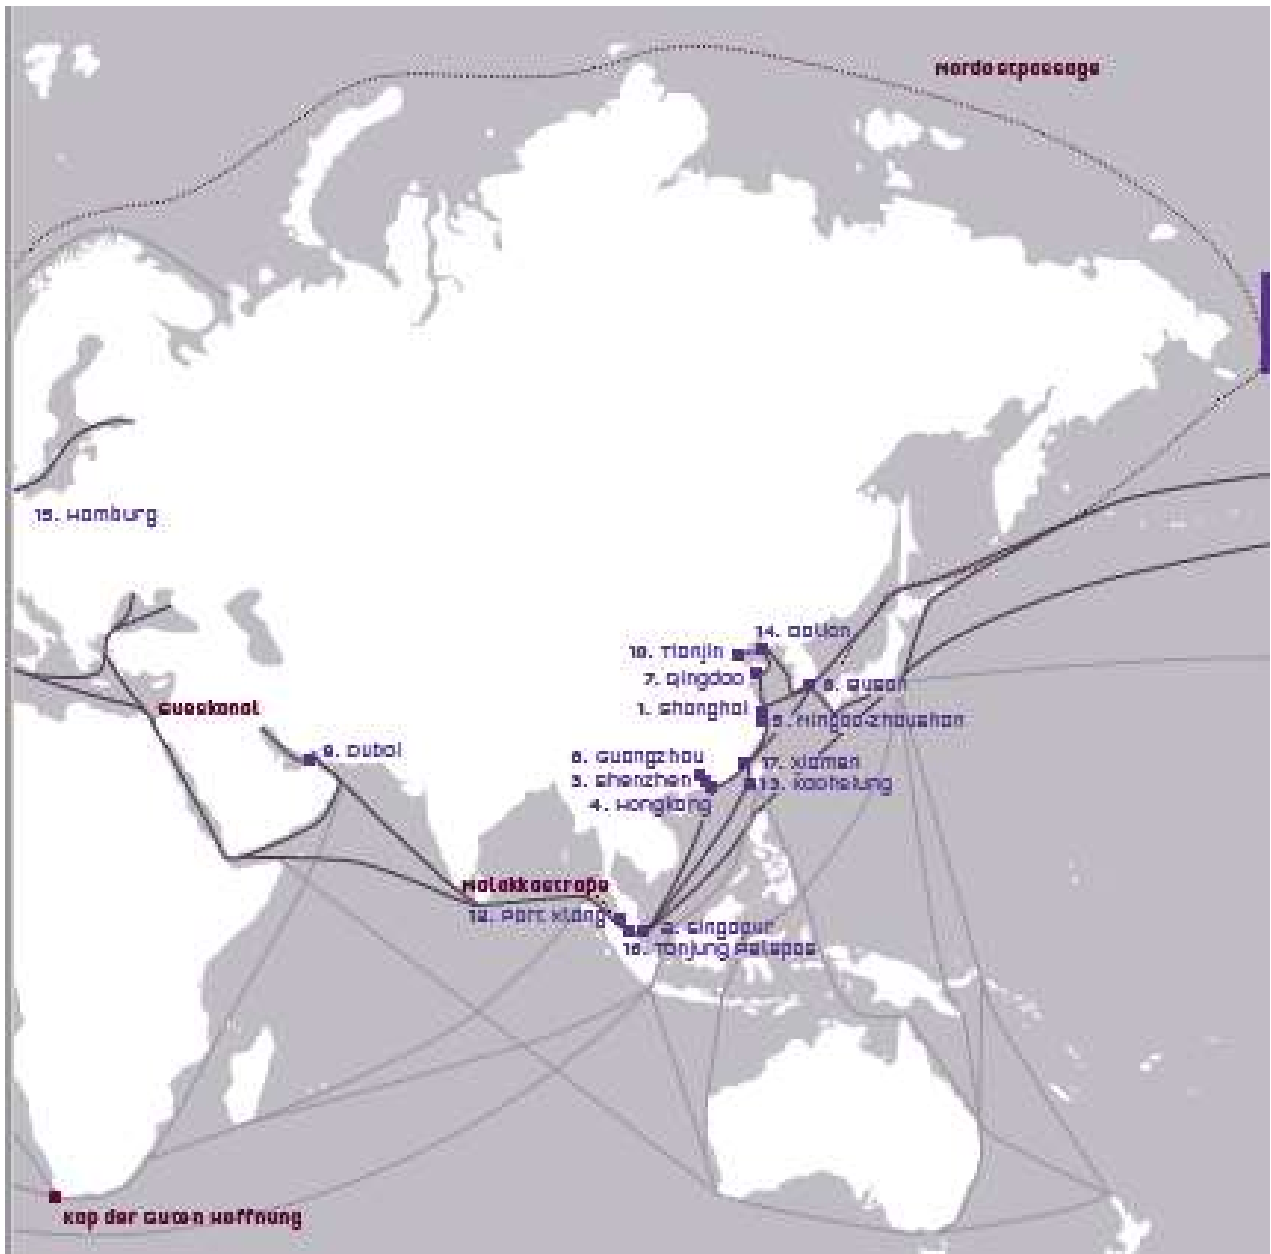 Nordostpassage
15. Hamburg
14. Dalian
10. Tianjin
7. Qingdao
6. Busan
1. Shanghai
5. Ningbo-Zhoushan
Sueskanal
9. Dubai
8. Guangzhou
17. Xiamen
3. Shenzhen
13. Kaohsiung
4. Hongkong
Malakkastraße
12. Port Klang
2. Singapur
16. Tanjung Pelepas
Kap der Guten Hoffnung